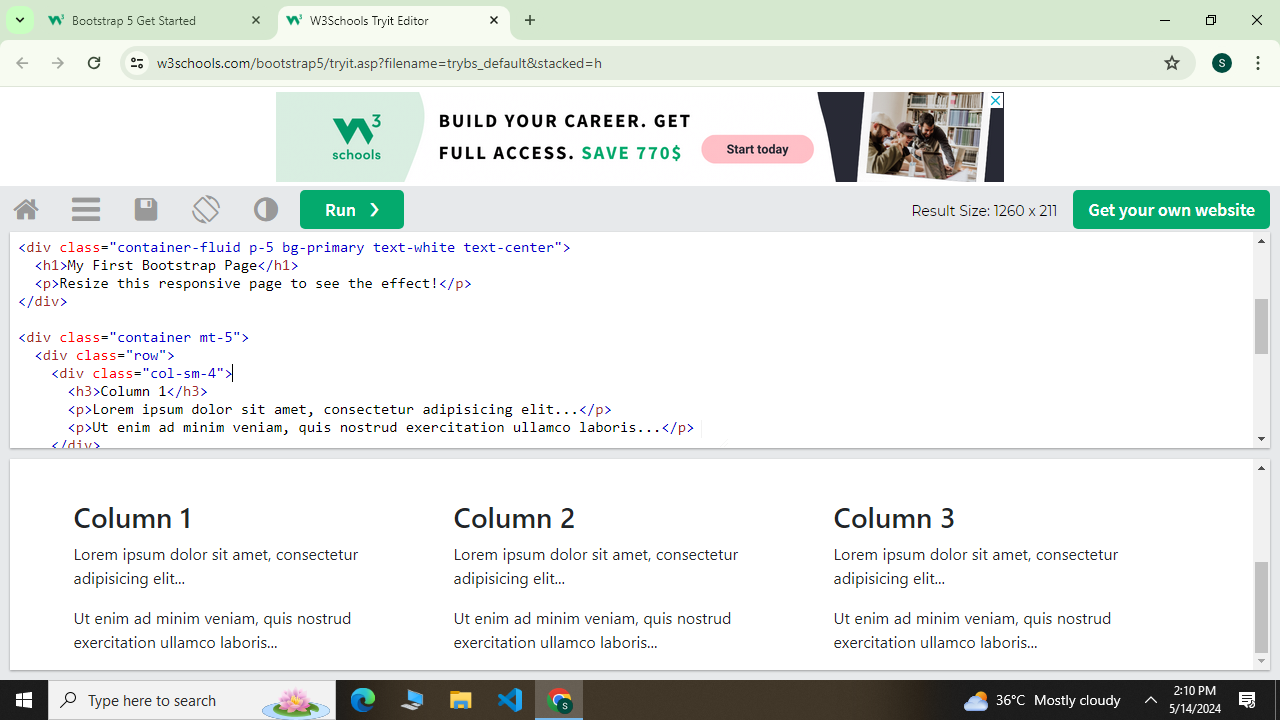 Bootstrap 5 Get Started
W3Schools Tryit Editor
w3schools.com/bootstrap5/tryit.asp?filename=trybs_default&stacked=h
S
3
schools
BUILD YOUR CAREER. GET
FULL ACCESS. SAVE 770$
Start today
Run ❯
Result Size: 1260 x 211
Get your own website
<div class="container-fluid p-5 bg-primary text-white text-center">
<h1>My First Bootstrap Page</h1>
<p>Resize this responsive page to see the effect!</p>
</div>
<div class="container mt-5">
<div class="row">
<div class="col-sm-4">
<h3>Column 1</h3>
<p>Lorem ipsum dolor sit amet, consectetur adipisicing elit...</p>
<p>Ut enim ad minim veniam, quis nostrud exercitation ullamco laboris...</p>
</div>
Column 1
Lorem ipsum dolor sit amet, consectetur
adipisicing elit...
Ut enim ad minim veniam, quis nostrud
exercitation ullamco laboris...
Column 2
Lorem ipsum dolor sit amet, consectetur
adipisicing elit...
Ut enim ad minim veniam, quis nostrud
exercitation ullamco laboris...
Column 3
Lorem ipsum dolor sit amet, consectetur
adipisicing elit...
Ut enim ad minim veniam, quis nostrud
exercitation ullamco laboris...
Type here to search
S
36°C Mostly cloudy
2:10 PM
5/14/2024